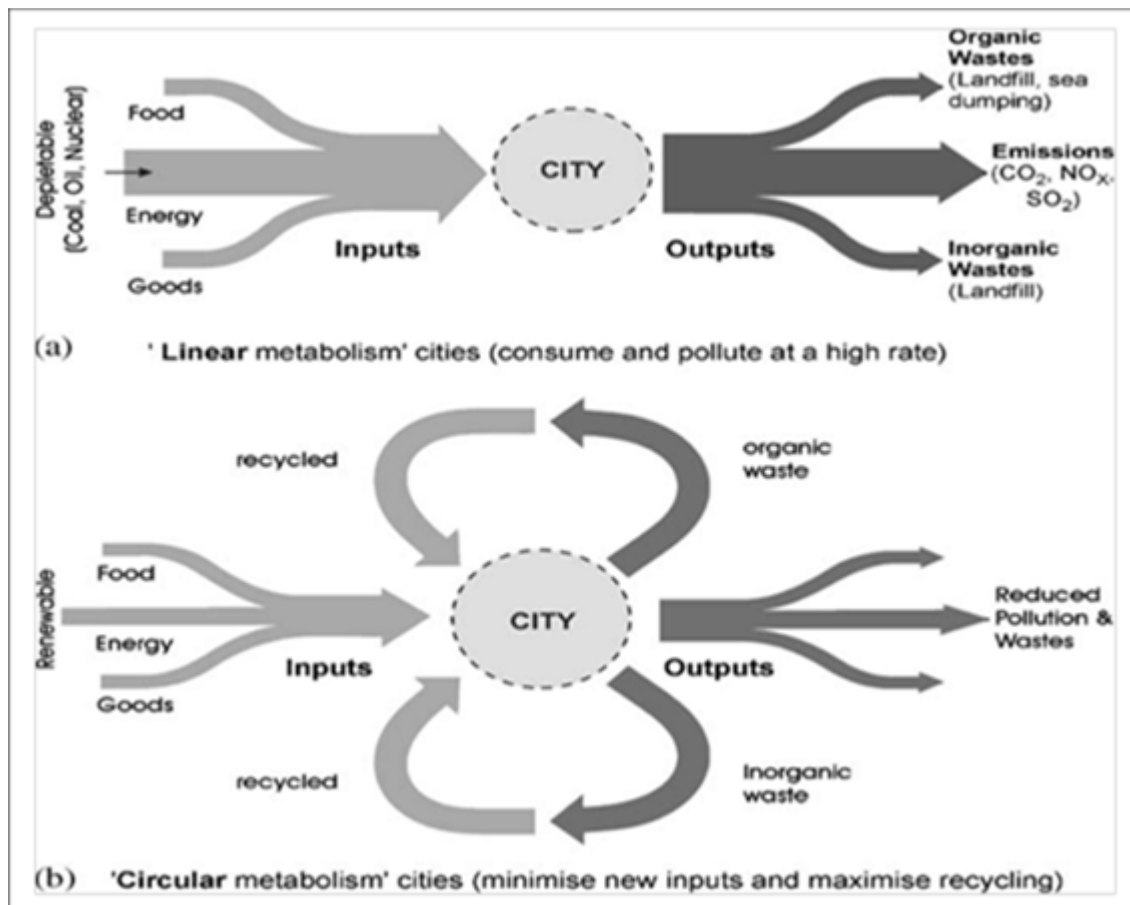 Organic
Wastes
(Landfill, sea
dumping)
Depletable
(Coal, Oil, Nuclear)
Food
CITY
Emissions
(CO₂, NOₓ,
SO₂)
Energy
Inputs
Outputs
Inorganic
Wastes
(Landfill)
Goods
(a) ' Linear metabolism' cities (consume and pollute at a high rate)
recycled
organic
waste
Renewable
Food
Energy
Goods
CITY
Inputs
Outputs
Reduced
Pollution &
Wastes
recycled
Inorganic
waste
(b) 'Circular metabolism' cities (minimise new inputs and maximise recycling)